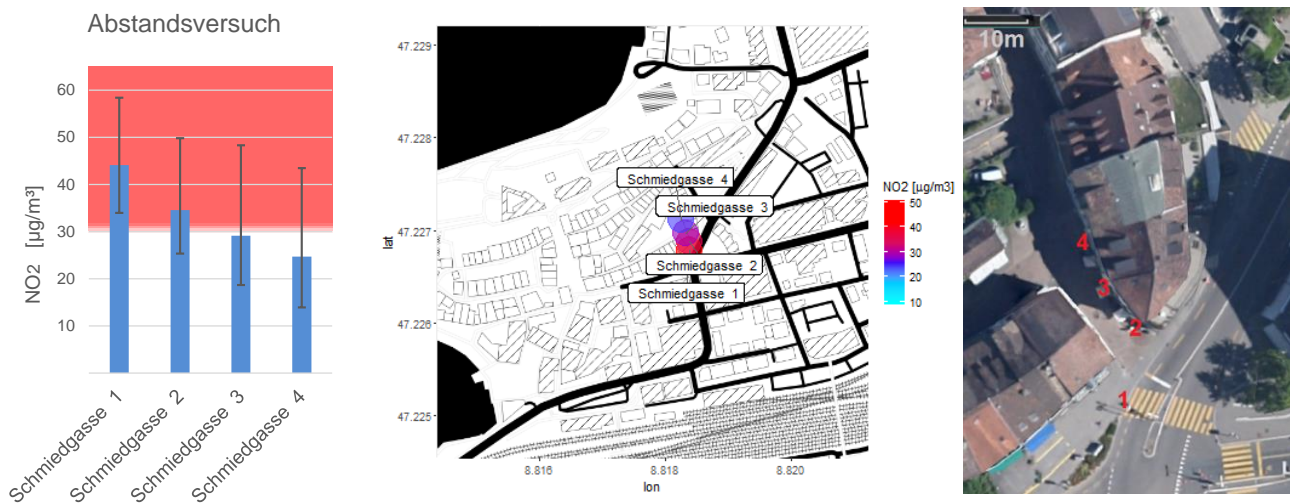 Abstandsversuch
NO2 [µg/m³]
60
50
40
30
20
10
Schmiedgasse 1
Schmiedgasse 2
Schmiedgasse 3
Schmiedgasse 4
lat
47.229
47.228
47.227
47.226
47.225
Schmiedgasse 4
Schmiedgasse 3
Schmiedgasse 2
Schmiedgasse 1
8.816
8.818
8.820
lon
NO2 [µg/m3]
50
40
30
20
10
10m
4
3
2
1